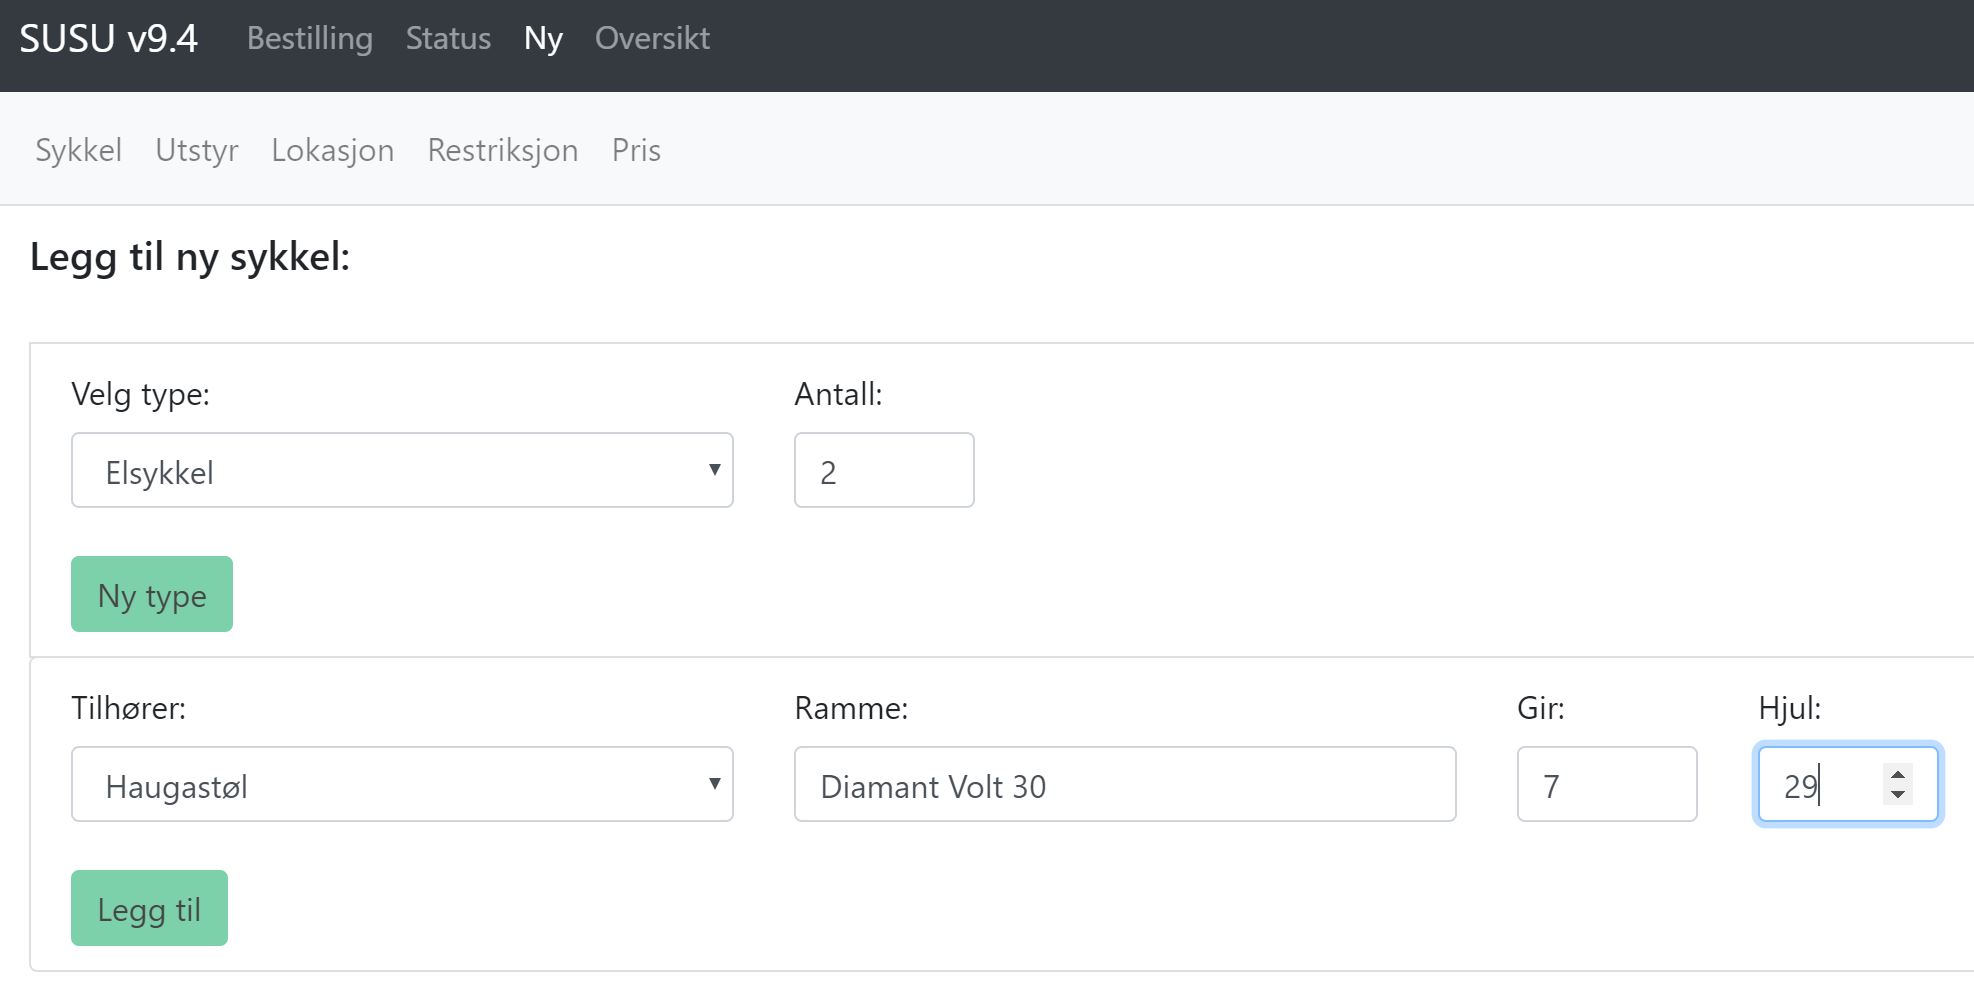 SUSU v9.4 Bestilling Status Ny Oversikt
Sykkel Utstyr Lokasjon Restriksjon Pris
Legg til ny sykkel:
Velg type: Antall:
Elsykkel 2
Ny type
Tilhører: Ramme: Gir: Hjul:
Haugastøl Diamant Volt 30 7 29
Legg til